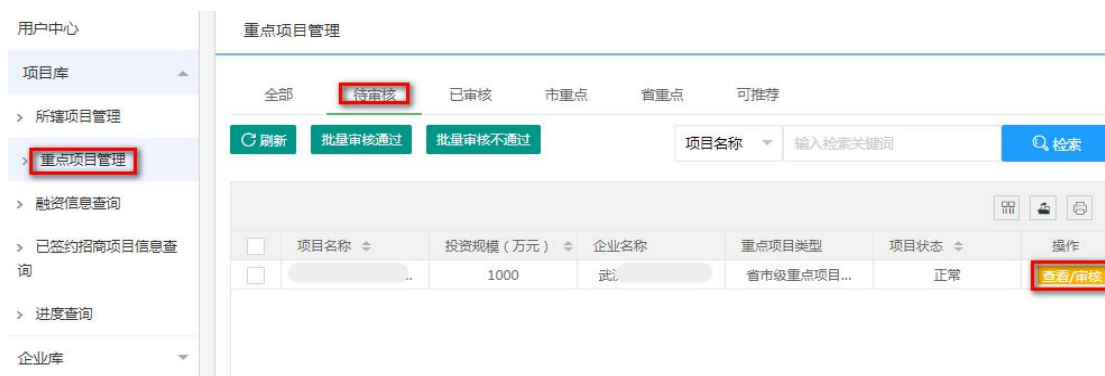 用户中心
重点项目管理
项目库
全部 待审核 已审核 市重点 省重点 可推荐
> 所辖项目管理
刷新 批量审核通过 批量审核不通过 项目名称 输入检索关键词 检索
> 重点项目管理
> 融资信息查询
> 已签约招商项目信息查
询
项目名称 投资规模（万元） 企业名称 重点项目类型 项目状态 操作
.. 1000 武 省市级重点项目... 正常 查看/审核
> 进度查询
企业库